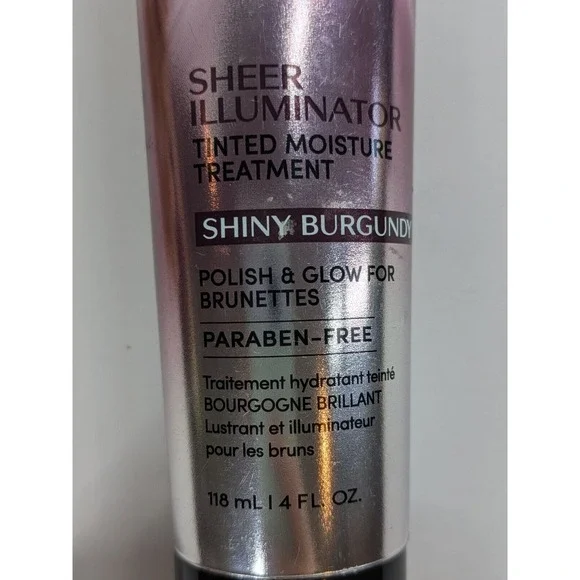 SHEER
ILLUMINATOR
TINTED MOISTURE
TREATMENT
SHINY BURGUNDY
POLISH & GLOW FOR
BRUNETTES
PARABEN-FREE
Traitement hydratant teinté
BOURGOGNE BRILLANT
Lustrant et illuminateur
pour les bruns
118 mL | 4 FL. OZ.